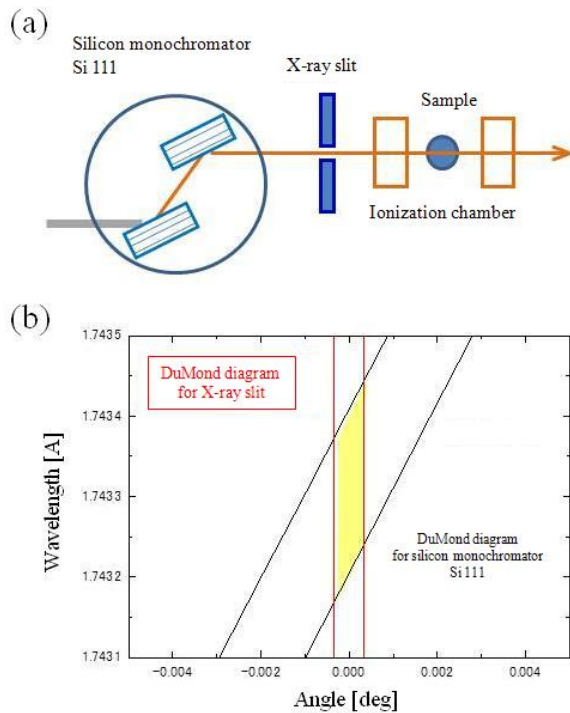 (a)
Silicon monochromator
Si 111
X-ray slit
Sample
Ionization chamber
(b)
1.7435
1.7434
1.7433
1.7432
1.7431
Wavelength [A]
DuMond diagram
for X-ray slit
DuMond diagram
for silicon monochromator
Si 111
−0.004
−0.002
0.000
0.002
0.004
Angle [deg]